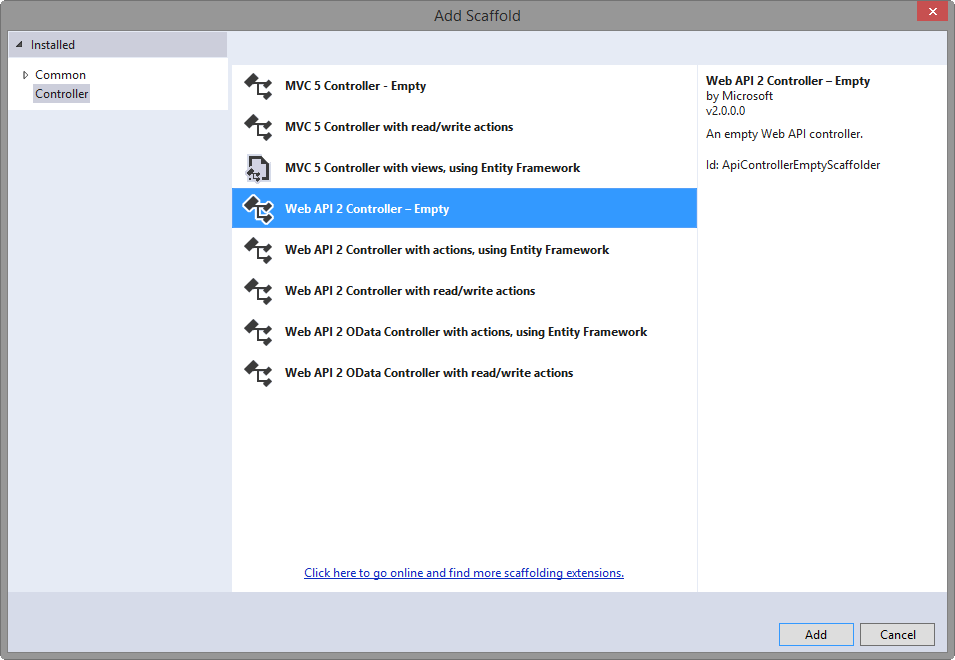 Add Scaffold
Installed
Common
Controller
MVC 5 Controller - Empty
MVC 5 Controller with read/write actions
MVC 5 Controller with views, using Entity Framework
Web API 2 Controller – Empty
Web API 2 Controller with actions, using Entity Framework
Web API 2 Controller with read/write actions
Web API 2 OData Controller with actions, using Entity Framework
Web API 2 OData Controller with read/write actions
Click here to go online and find more scaffolding extensions.
Web API 2 Controller – Empty
by Microsoft
v2.0.0.0
An empty Web API controller.
Id: ApiControllerEmptyScaffolder
Add
Cancel